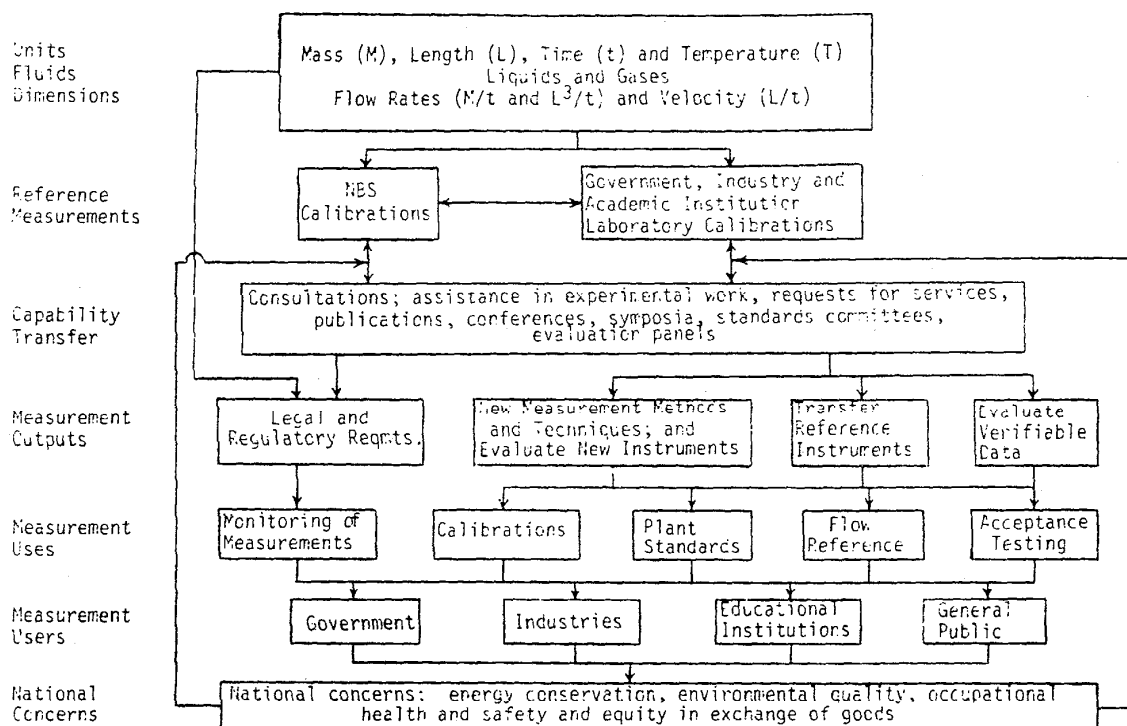 Units
Fluids
Dimensions
Mass (M), Length (L), Time (t) and Temperature (T)
Liquids and Gases
Flow Rates (M/t and L³/t) and Velocity (L/t)
Reference
Measurements
NBS
Calibrations
Government, Industry and
Academic Institution
Laboratory Calibrations
Capability
Transfer
Consultations; assistance in experimental work, requests for services,
publications, conferences, symposia, standards committees,
evaluation panels
Measurement
Outputs
Legal and
Regulatory Reqmts.
New Measurement Methods
and Techniques; and
Evaluate New Instruments
Transfer
Reference
Instruments
Evaluate
Verifiable
Data
Measurement
Uses
Monitoring of
Measurements
Calibrations
Plant
Standards
Flow
Reference
Acceptance
Testing
Measurement
Users
Government
Industries
Educational
Institutions
General
Public
National
Concerns
National concerns: energy conservation, environmental quality, occupational
health and safety and equity in exchange of goods